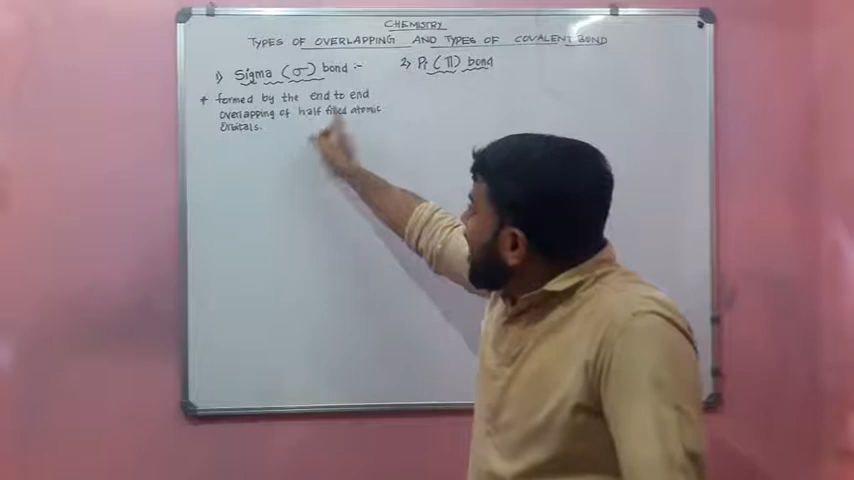 CHEMISTRY
TYPES OF OVERLAPPING AND TYPES OF COVALENT BOND
1) Sigma (σ) bond :-
2) Pi (π) bond
* formed by the end to end
overlapping of half filled atomic
Orbitals.